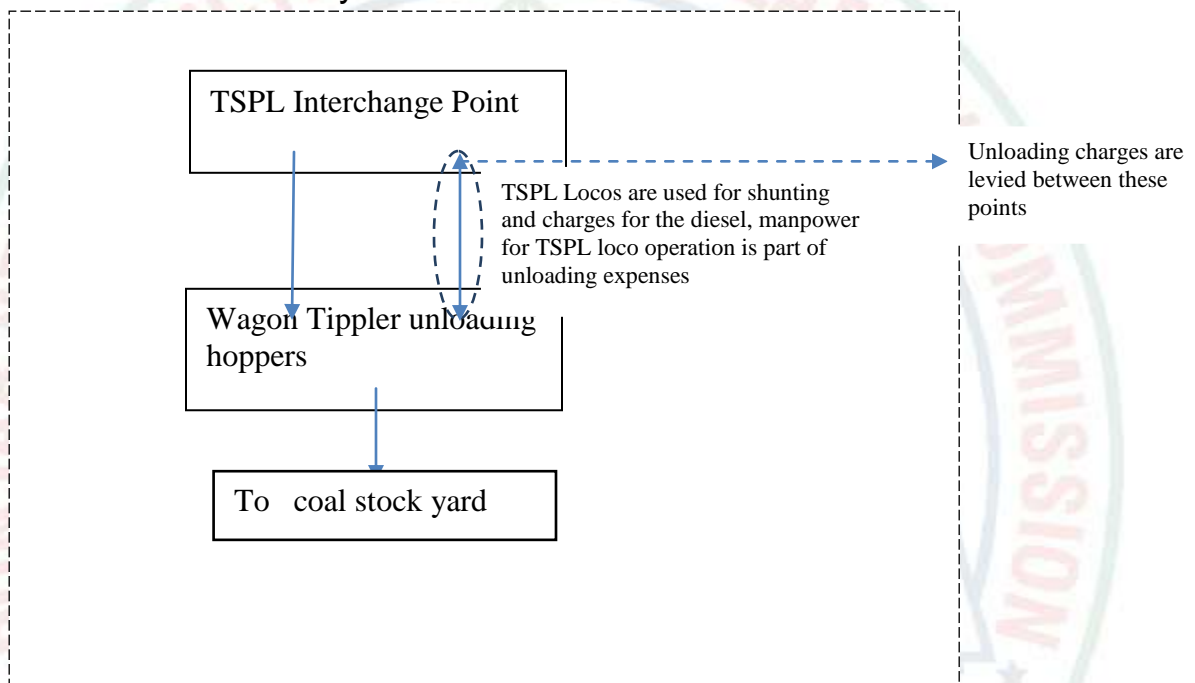 TSPL Interchange Point
Unloading charges are
levied between these
points
TSPL Locos are used for shunting
and charges for the diesel, manpower
for TSPL loco operation is part of
unloading expenses
Wagon Tippler unloading
hoppers
To coal stock yard
MMISSION